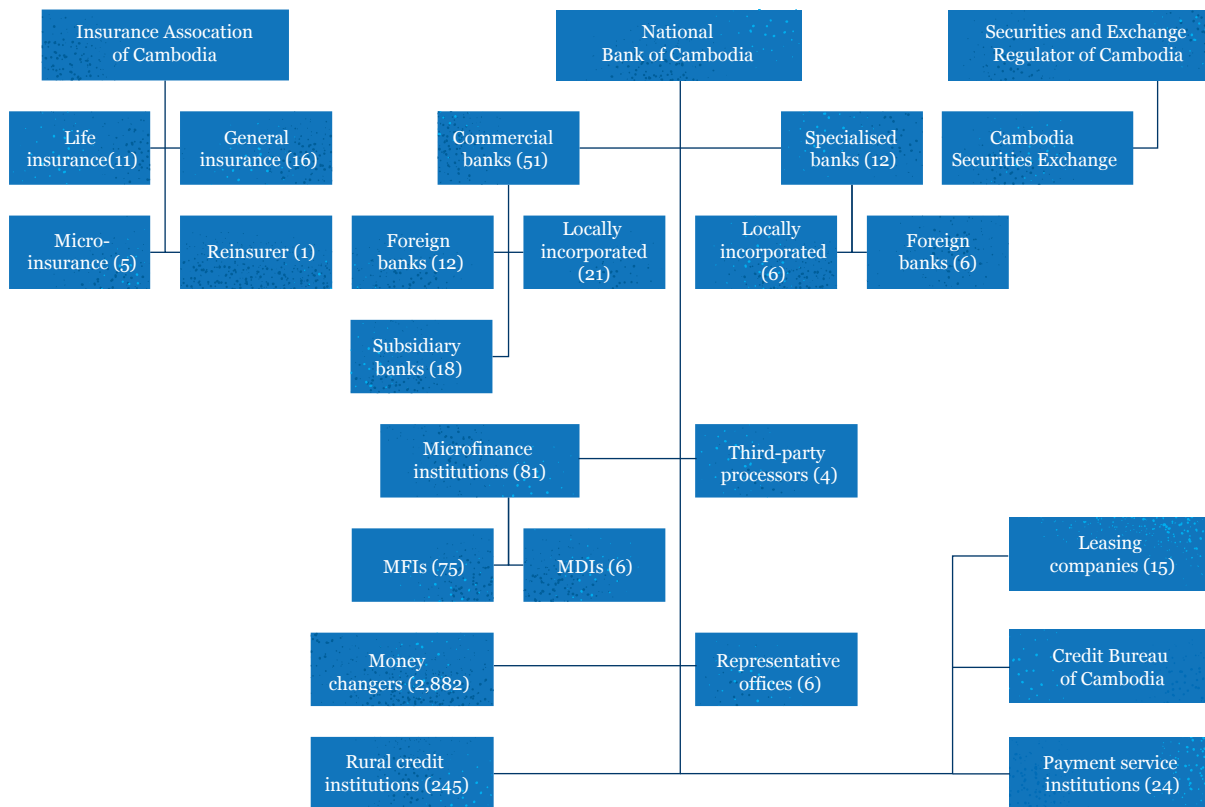 Insurance Assocation
of Cambodia
National
Bank of Cambodia
Securities and Exchange
Regulator of Cambodia
Life
insurance(11)
General
insurance (16)
Commercial
banks (51)
Specialised
banks (12)
Cambodia
Securities Exchange
Micro-
insurance (5)
Reinsurer (1)
Foreign
banks (12)
Locally
incorporated
(21)
Locally
incorporated
(6)
Foreign
banks (6)
Subsidiary
banks (18)
Microfinance
institutions (81)
Third-party
processors (4)
MFIs (75)
MDIs (6)
Leasing
companies (15)
Money
changers (2,882)
Representative
offices (6)
Credit Bureau
of Cambodia
Rural credit
institutions (245)
Payment service
institutions (24)